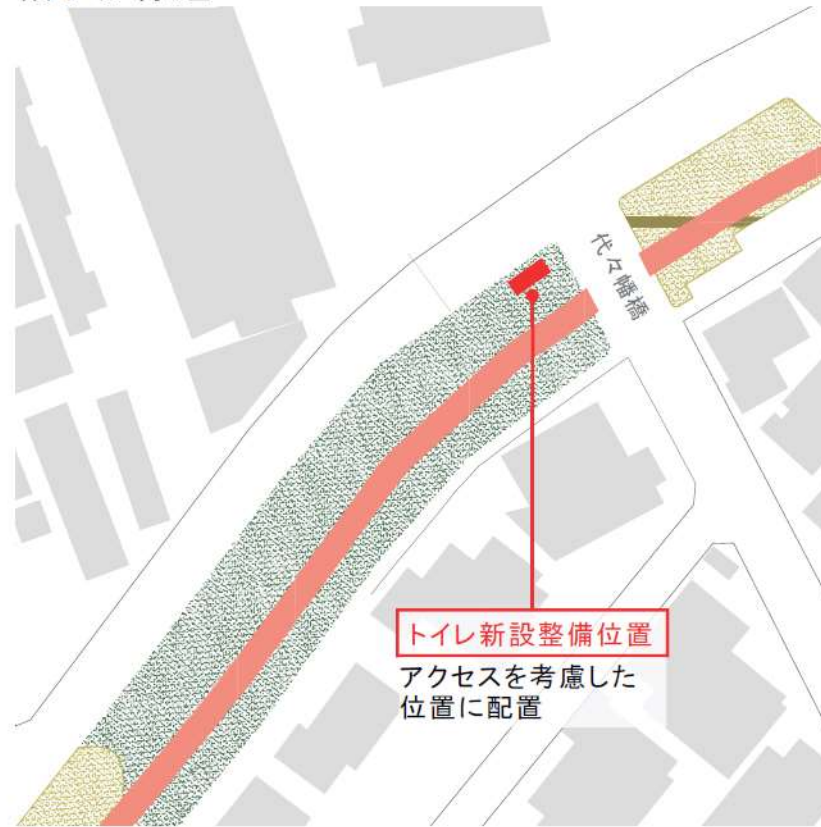 代々幡橋
トイレ新設整備位置
アクセスを考慮した
位置に配置